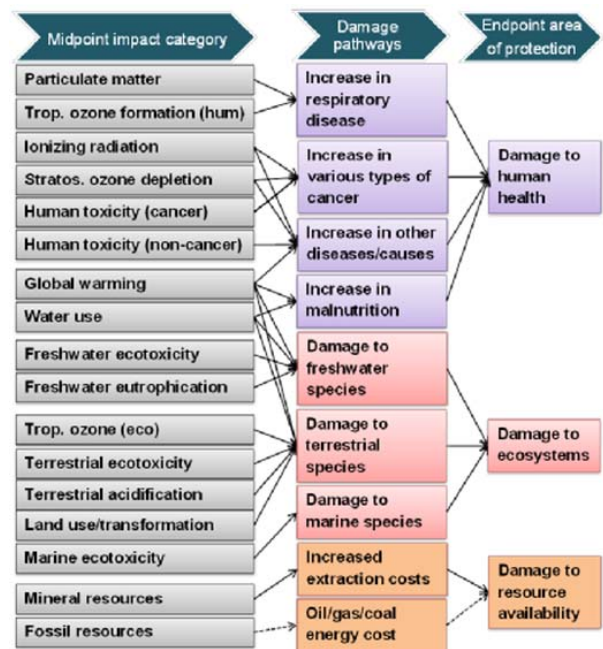 Midpoint impact category
Damage
pathways
Endpoint area
of protection
Particulate matter
Trop. ozone formation (hum)
Ionizing radiation
Stratos. ozone depletion
Human toxicity (cancer)
Human toxicity (non-cancer)
Global warming
Water use
Freshwater ecotoxicity
Freshwater eutrophication
Trop. ozone (eco)
Terrestrial ecotoxicity
Terrestrial acidification
Land use/transformation
Marine ecotoxicity
Mineral resources
Fossil resources
Increase in
respiratory
disease
Increase in
various types of
cancer
Increase in other
diseases/causes
Increase in
malnutrition
Damage to
freshwater
species
Damage to
terrestrial
species
Damage to
marine species
Increased
extraction costs
Oil/gas/coal
energy cost
Damage to
human
health
Damage to
ecosystems
Damage to
resource
availability